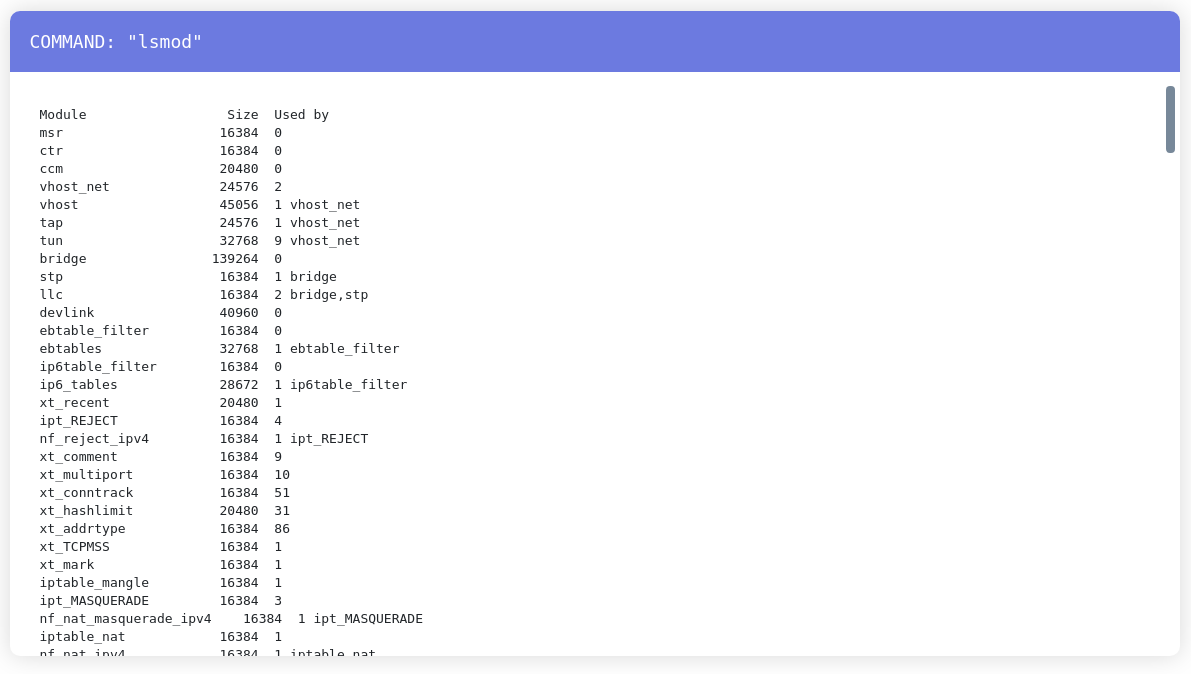 COMMAND: "lsmod"
Module                  Size  Used by
msr                    16384  0
ctr                    16384  0
ccm                    20480  0
vhost_net              24576  2
vhost                  45056  1 vhost_net
tap                    24576  1 vhost_net
tun                    32768  9 vhost_net
bridge                139264  0
stp                    16384  1 bridge
llc                    16384  2 bridge,stp
devlink                40960  0
ebtable_filter         16384  0
ebtables               32768  1 ebtable_filter
ip6table_filter        16384  0
ip6_tables             28672  1 ip6table_filter
xt_recent              20480  1
ipt_REJECT             16384  4
nf_reject_ipv4         16384  1 ipt_REJECT
xt_comment             16384  9
xt_multiport           16384  10
xt_conntrack           16384  51
xt_hashlimit           20480  31
xt_addrtype            16384  86
xt_TCPMSS              16384  1
xt_mark                16384  1
iptable_mangle         16384  1
ipt_MASQUERADE         16384  3
nf_nat_masquerade_ipv4    16384  1 ipt_MASQUERADE
iptable_nat            16384  1
nf_nat_ipv4            16384  1 iptable_nat